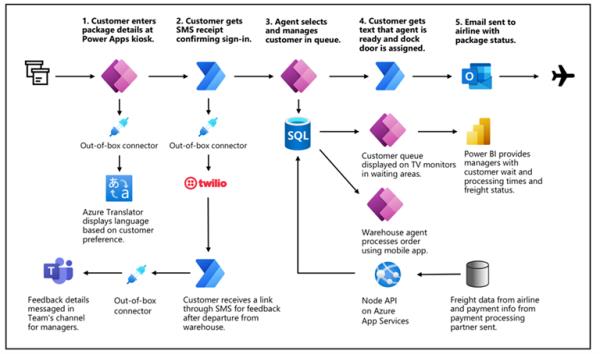 1. Customer enters
package details at
Power Apps kiosk.
2. Customer gets
SMS receipt
confirming sign-in.
3. Agent selects
and manages
customer in queue.
4. Customer gets
text that agent is
ready and dock
door is assigned.
5. Email sent to
airline with
package status.
Out-of-box connector
Out-of-box connector
SQL
Customer queue
displayed on TV monitors
in waiting areas.
Power BI provides
managers with
customer wait and
processing times and
freight status.
twilio
Azure Translator
displays language
based on customer
preference.
Warehouse agent
processes order
using mobile app.
Feedback details
messaged in
Team's channel
for managers.
Out-of-box
connector
Customer receives a link
through SMS for feedback
after departure from
warehouse.
Node API
on Azure
App Services
Freight data from airline
and payment info from
payment processing
partner sent.